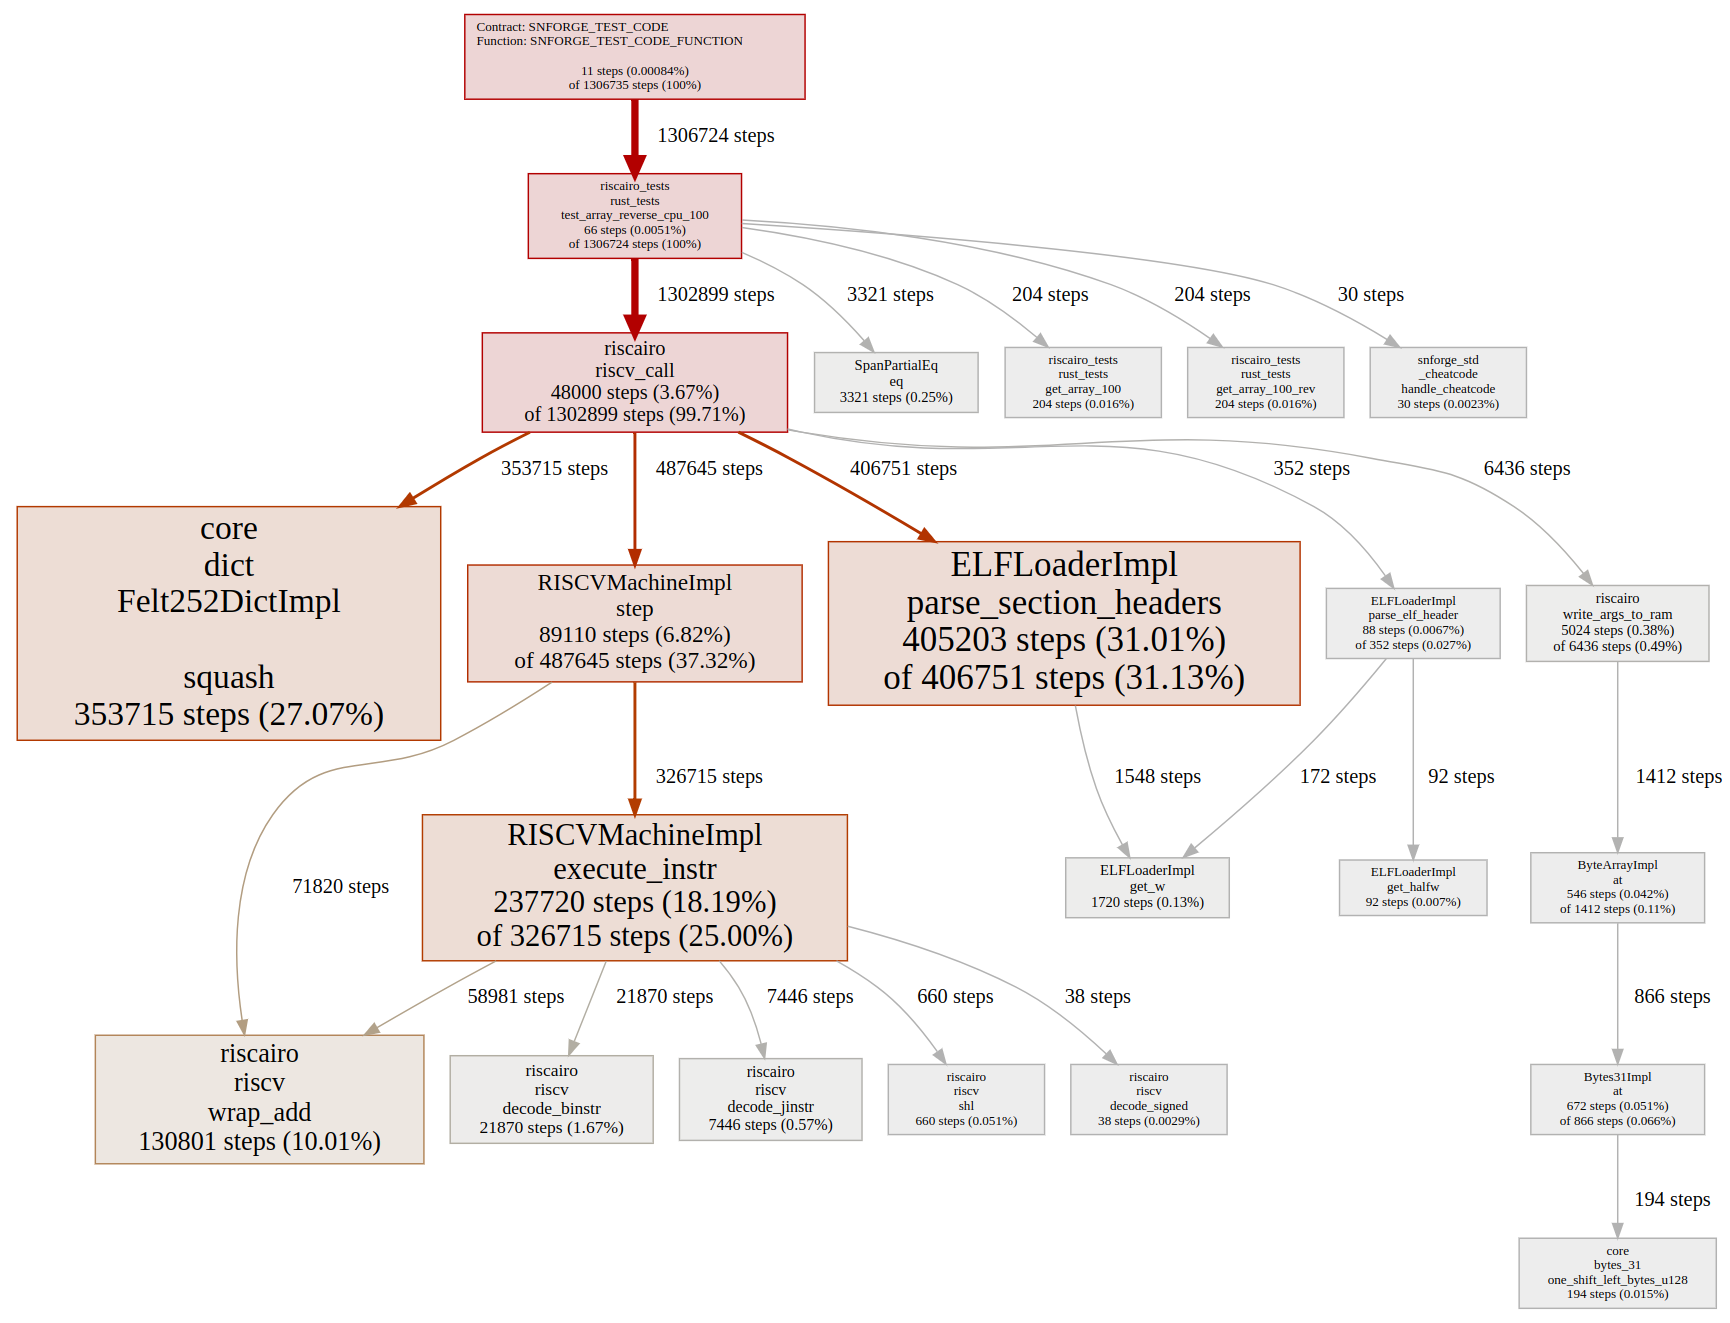 Contract: SNFORGE_TEST_CODE
Function: SNFORGE_TEST_CODE_FUNCTION
11 steps (0.00084%)
of 1306735 steps (100%)
1306724 steps
riscairo_tests
rust_tests
test_array_reverse_cpu_100
66 steps (0.0051%)
of 1306724 steps (100%)
1302899 steps
3321 steps
204 steps
204 steps
30 steps
riscairo
riscv_call
48000 steps (3.67%)
of 1302899 steps (99.71%)
SpanPartialEq
eq
3321 steps (0.25%)
riscairo_tests
rust_tests
get_array_100
204 steps (0.016%)
riscairo_tests
rust_tests
get_array_100_rev
204 steps (0.016%)
snforge_std
_cheatcode
handle_cheatcode
30 steps (0.0023%)
353715 steps
487645 steps
406751 steps
352 steps
6436 steps
core
dict
Felt252DictImpl
squash
353715 steps (27.07%)
RISCVMachineImpl
step
89110 steps (6.82%)
of 487645 steps (37.32%)
ELFLoaderImpl
parse_section_headers
405203 steps (31.01%)
of 406751 steps (31.13%)
ELFLoaderImpl
parse_elf_header
88 steps (0.0067%)
of 352 steps (0.027%)
riscairo
write_args_to_ram
5024 steps (0.38%)
of 6436 steps (0.49%)
71820 steps
326715 steps
1548 steps
172 steps
92 steps
1412 steps
RISCVMachineImpl
execute_instr
237720 steps (18.19%)
of 326715 steps (25.00%)
ELFLoaderImpl
get_w
1720 steps (0.13%)
ELFLoaderImpl
get_halfw
92 steps (0.007%)
ByteArrayImpl
at
546 steps (0.042%)
of 1412 steps (0.11%)
58981 steps
21870 steps
7446 steps
660 steps
38 steps
866 steps
riscairo
riscv
wrap_add
130801 steps (10.01%)
riscairo
riscv
decode_binstr
21870 steps (1.67%)
riscairo
riscv
decode_jinstr
7446 steps (0.57%)
riscairo
riscv
shl
660 steps (0.051%)
riscairo
riscv
decode_signed
38 steps (0.0029%)
Bytes31Impl
at
672 steps (0.051%)
of 866 steps (0.066%)
194 steps
core
bytes_31
one_shift_left_bytes_u128
194 steps (0.015%)